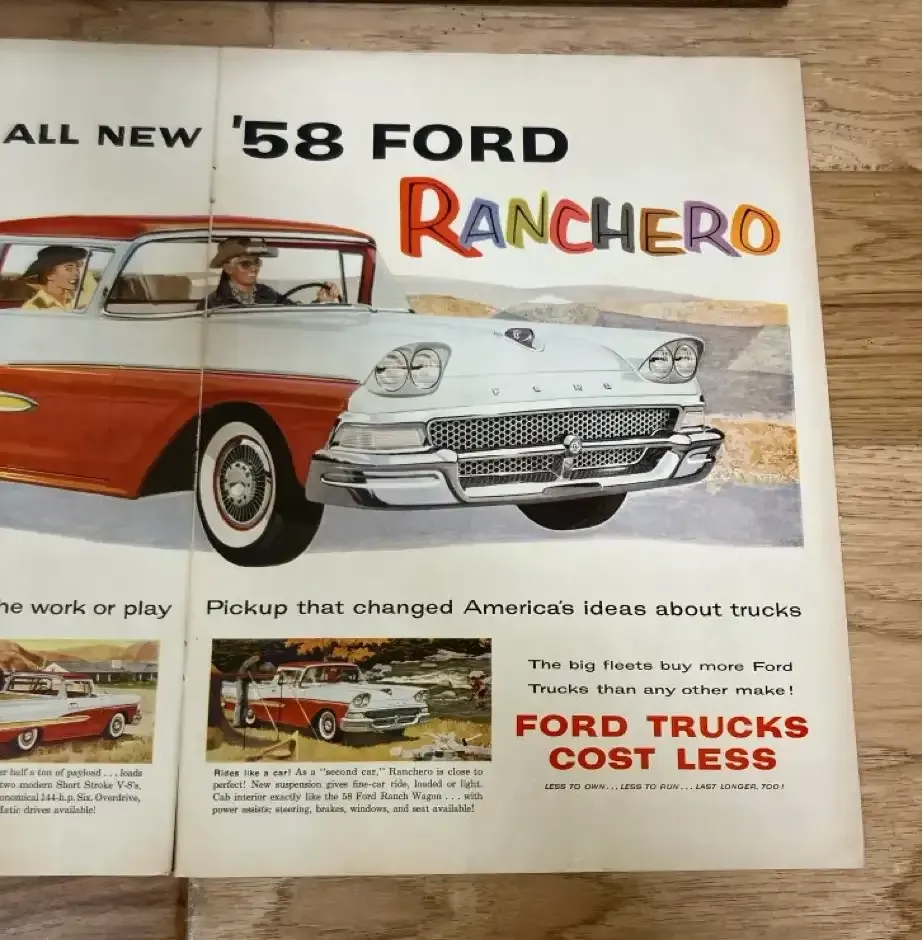 ALL NEW '58 FORD
RANCHERO
FORD
he work or play Pickup that changed America's ideas about trucks
er half a ton of payload . . . loads
two modern Short Stroke V-8's,
onomical 144-h.p. Six. Overdrive,
Matic drives available!
Rides like a car! As a "second car," Ranchero is close to
perfect! New suspension gives fine-car ride, loaded or light.
Cab interior exactly like the 58 Ford Ranch Wagon . . . with
power assists: steering, brakes, windows, and seat available!
The big fleets buy more Ford
Trucks than any other make!
FORD TRUCKS
COST LESS
LESS TO OWN . . . LESS TO RUN . . . LAST LONGER, TOO!